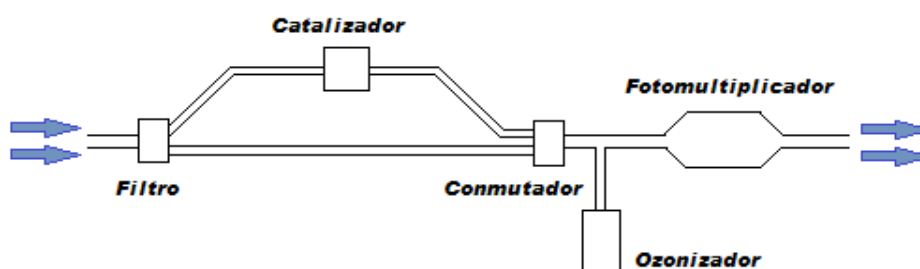 Catalizador
Fotomultiplicador
Filtro
Conmutador
Ozonizador